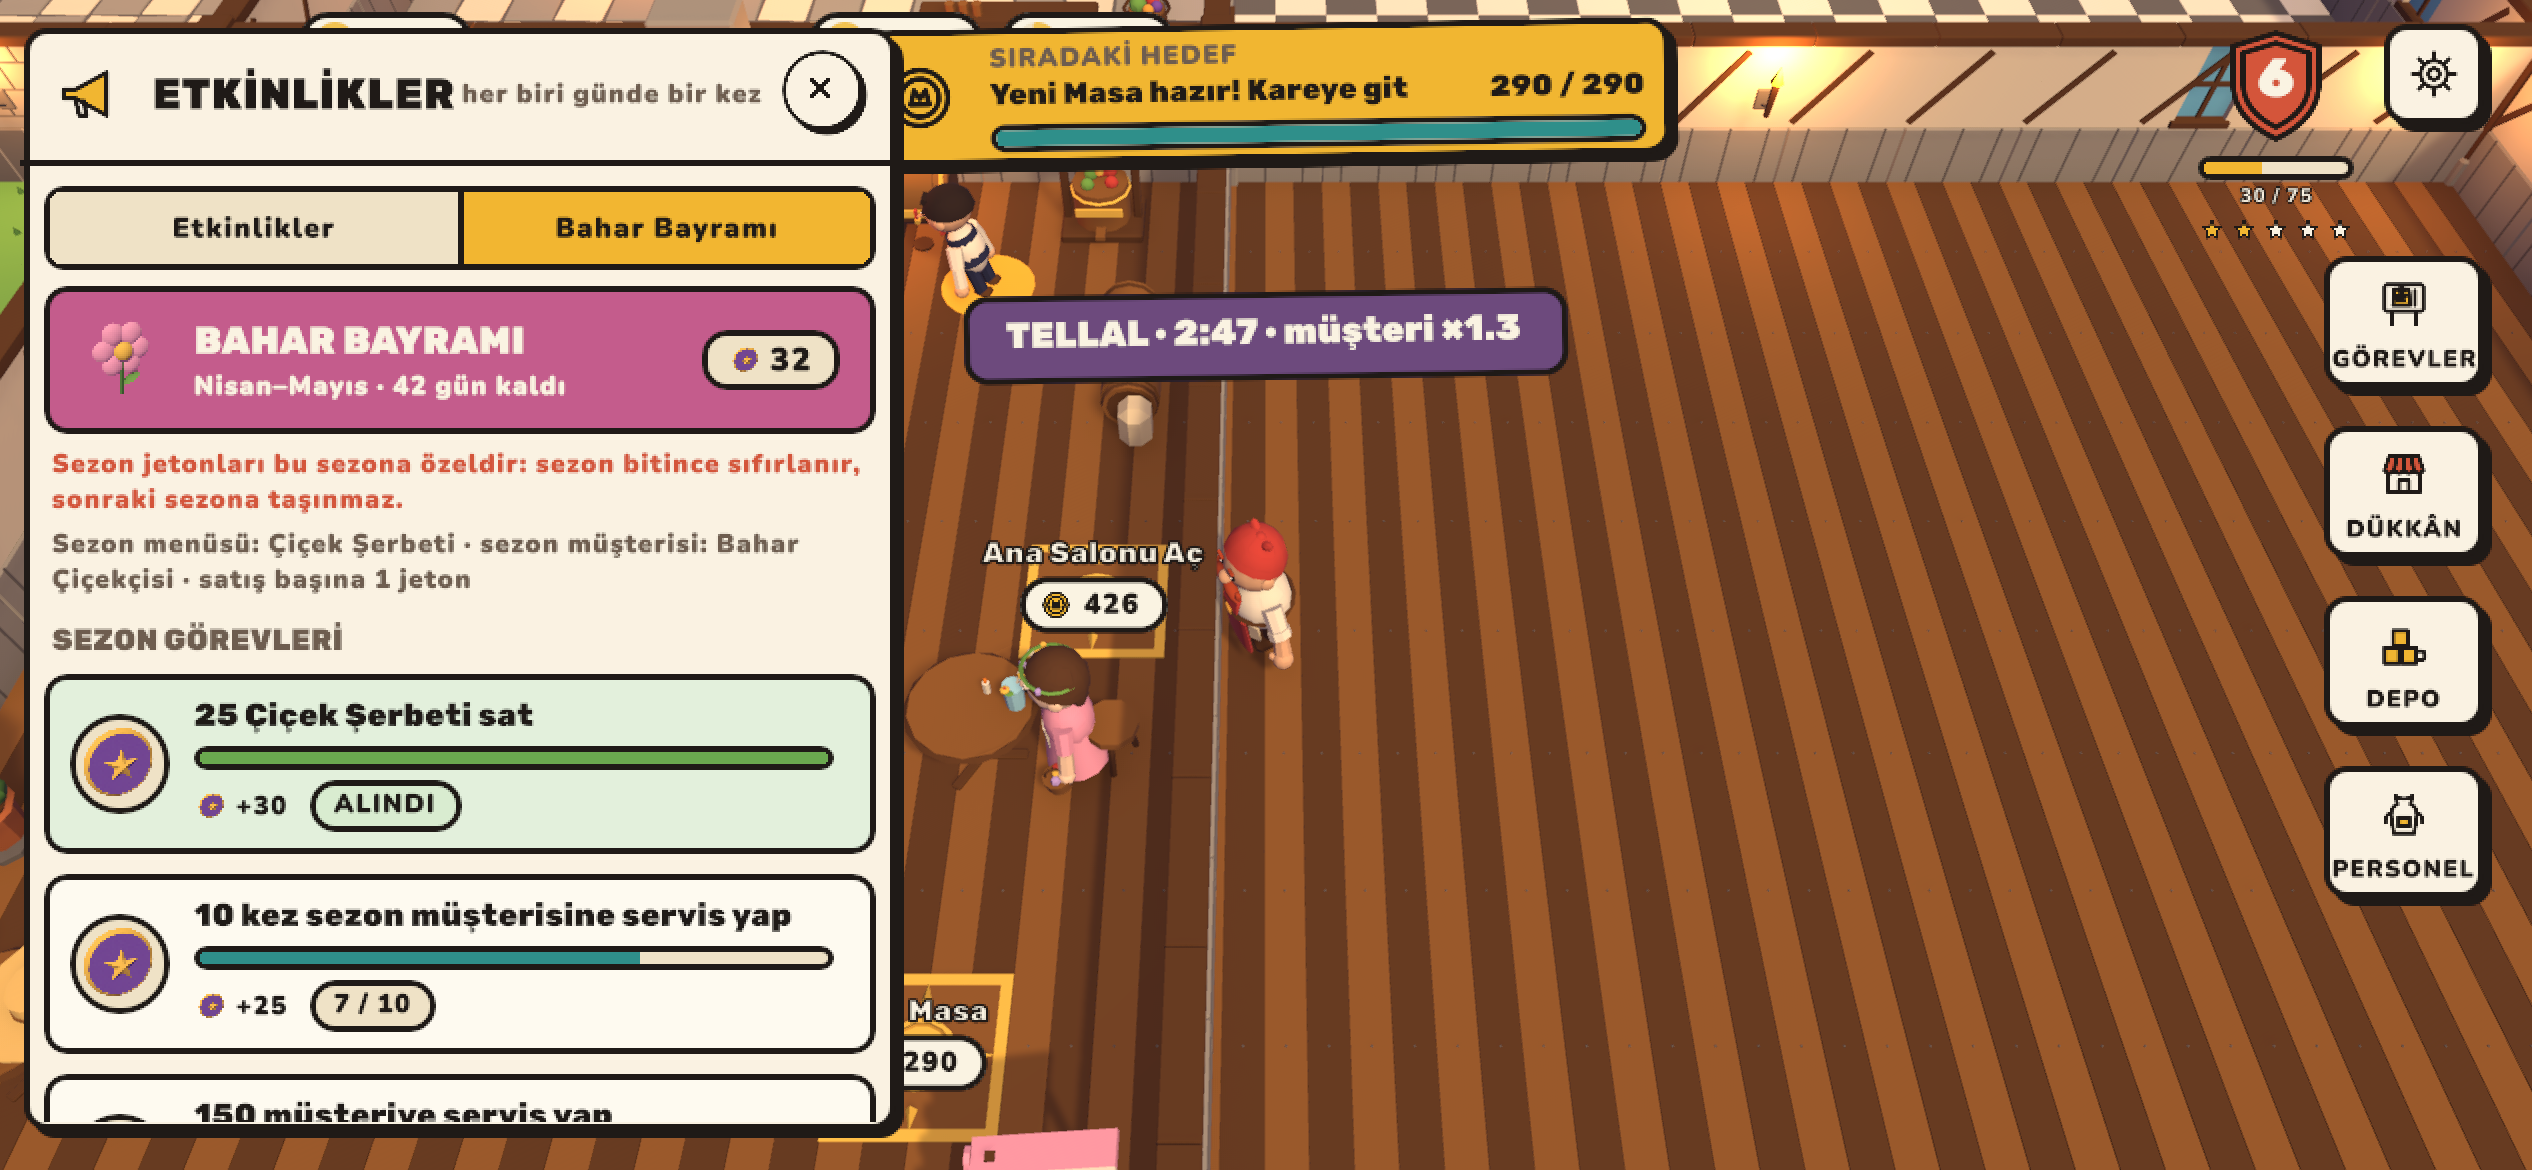 ETKİNLİKLER her biri günde bir kez
×
Etkinlikler
Bahar Bayramı
BAHAR BAYRAMI
Nisan–Mayıs · 42 gün kaldı
32
Sezon jetonları bu sezona özeldir: sezon bitince sıfırlanır,
sonraki sezona taşınmaz.
Sezon menüsü: Çiçek Şerbeti · sezon müşterisi: Bahar
Çiçekçisi · satış başına 1 jeton
SEZON GÖREVLERİ
25 Çiçek Şerbeti sat
+30
ALINDI
10 kez sezon müşterisine servis yap
+25
7 / 10
150 müşteriye servis yap
SIRADAKİ HEDEF
Yeni Masa hazır! Kareye git
290 / 290
TELLAL · 2:47 · müşteri ×1.3
Ana Salonu Aç
426
Masa
290
6
30 / 75
GÖREVLER
DÜKKÂN
DEPO
PERSONEL